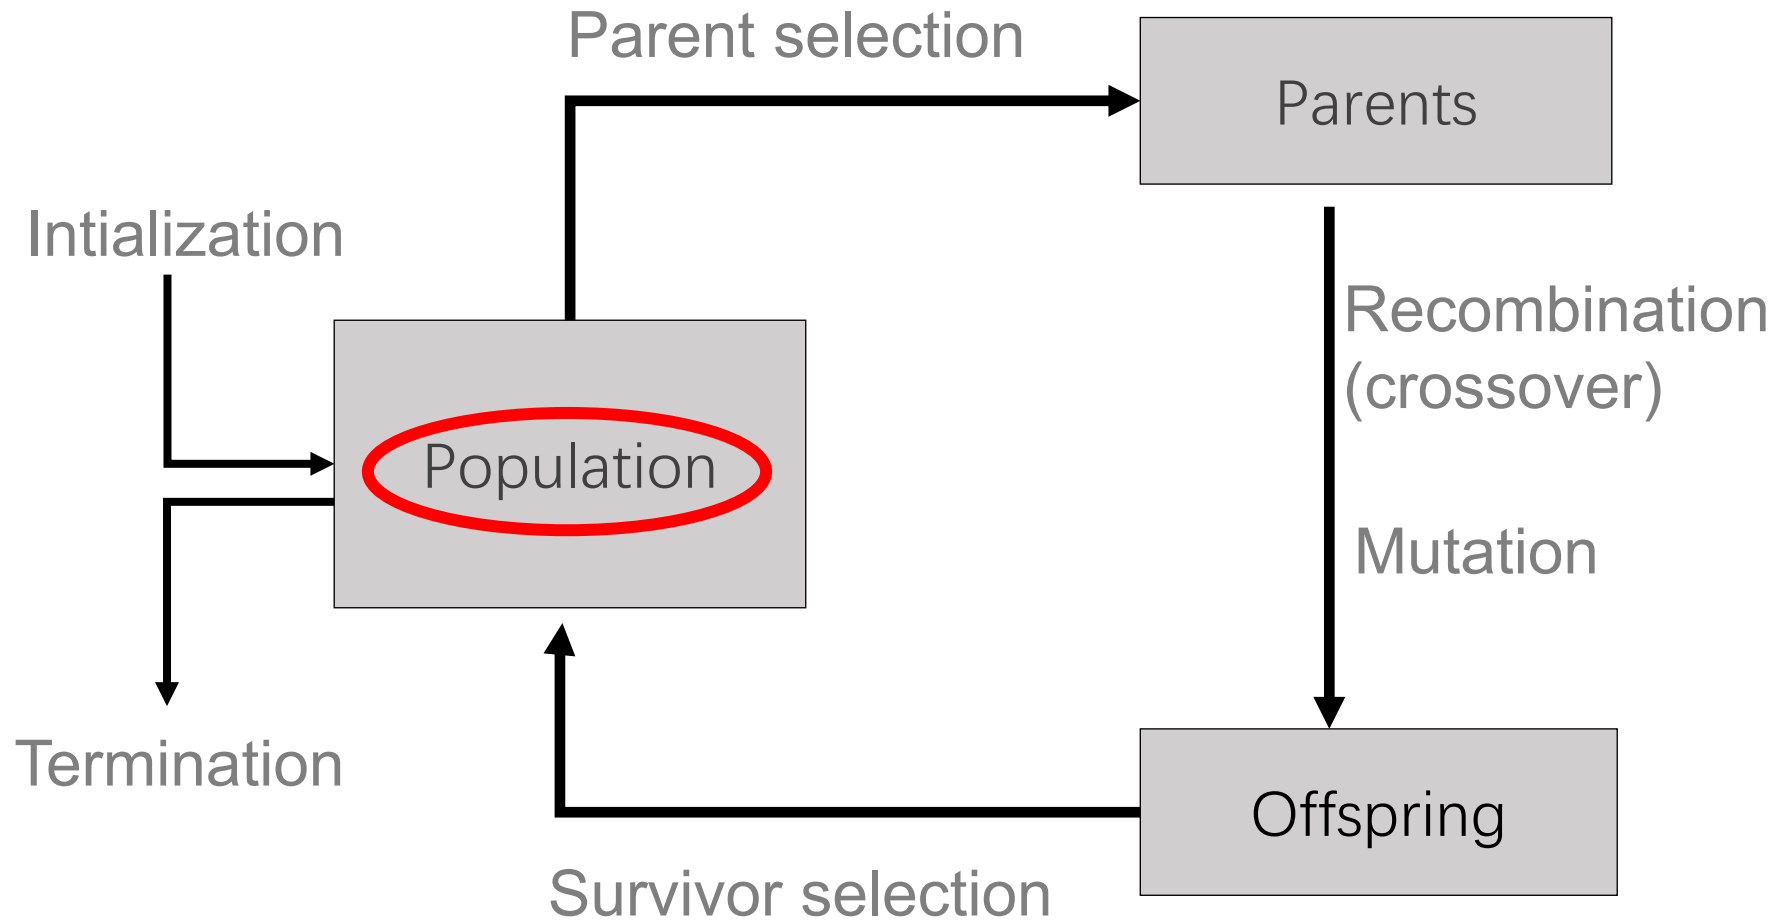 Parent selection
Parents
Intialization
Recombination
(crossover)
Population
Mutation
Termination
Offspring
Survivor selection